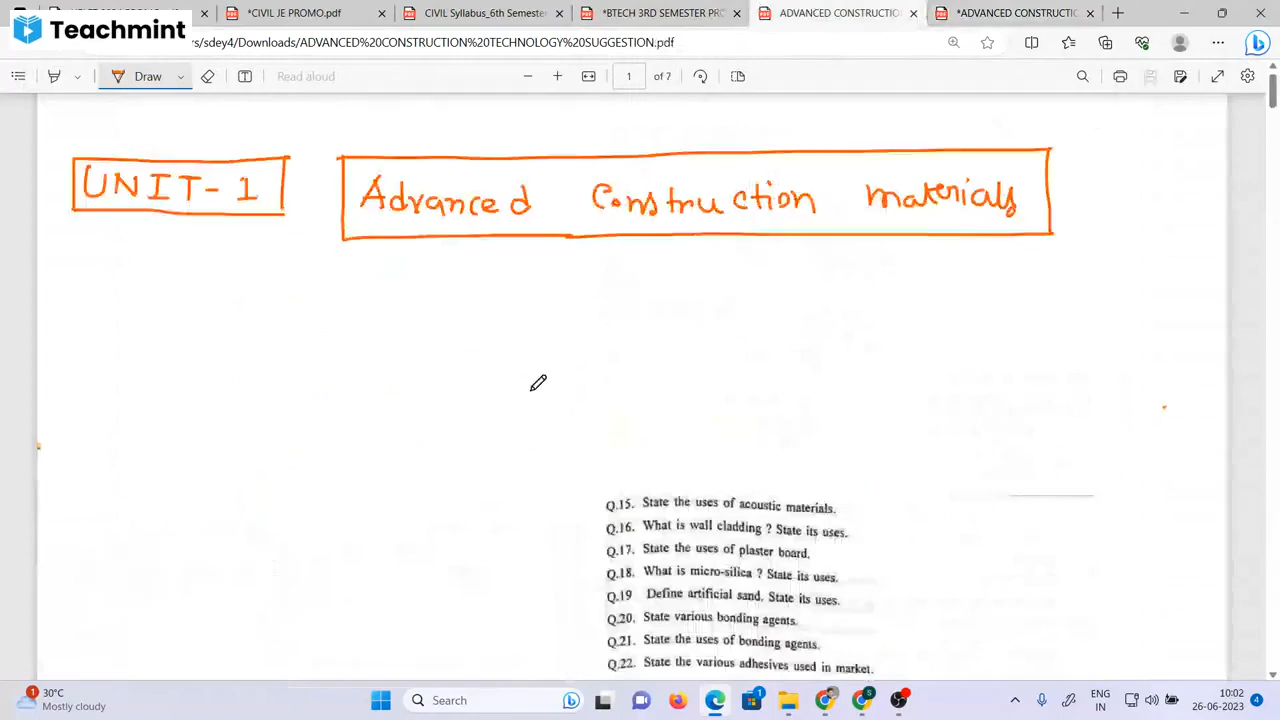 *CIVIL JE PROMO.pdf
CIVIL
6th
*BTECH 3RD SEMESTER PR
ADVANCED CONSTRUCTION
*ADVANCED CONSTRUCTIO
Teachmint
rs/sdey4/Downloads/ADVANCED%20CONSTRUCTION%20TECHNOLOGY%20SUGGESTION.pdf
Draw
Read aloud
1 of 7
UNIT-1
Advanced Construction materials
Q.15. State the uses of acoustic materials.
Q.16. What is wall cladding ? State its uses.
Q.17. State the uses of plaster board.
Q.18. What is micro-silica ? State its uses.
Q.19 Define artificial sand. State its uses.
Q.20. State various bonding agents.
Q.21. State the uses of bonding agents.
Q.22. State the various adhesives used in market.
1
30°C
Mostly cloudy
Search
1
S
ENG
IN
10:02
26-06-2023
4